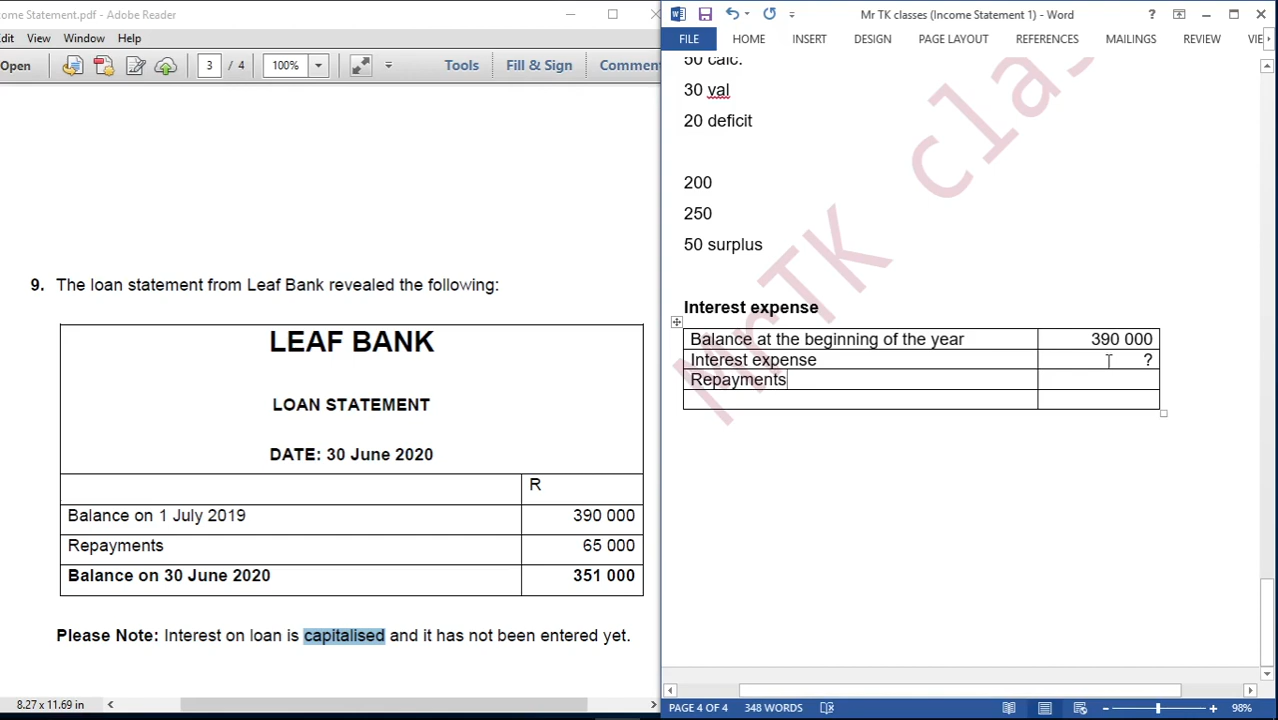 come Statement.pdf - Adobe Reader
dit View Window Help
Open 3 / 4 100% Tools Fill & Sign Commen
9. The loan statement from Leaf Bank revealed the following:
LEAF BANK
LOAN STATEMENT
DATE: 30 June 2020
R
Balance on 1 July 2019 390 000
Repayments 65 000
Balance on 30 June 2020 351 000
Please Note: Interest on loan is capitalised and it has not been entered yet.
8.27 x 11.69 in
Mr TK classes (Income Statement 1) - Word
FILE HOME INSERT DESIGN PAGE LAYOUT REFERENCES MAILINGS REVIEW VIE
50 calc.
30 val
20 deficit
200
250
50 surplus
Interest expense
Balance at the beginning of the year 390 000
Interest expense ?
Repayments
MrTK clas
PAGE 4 OF 4 348 WORDS 98%